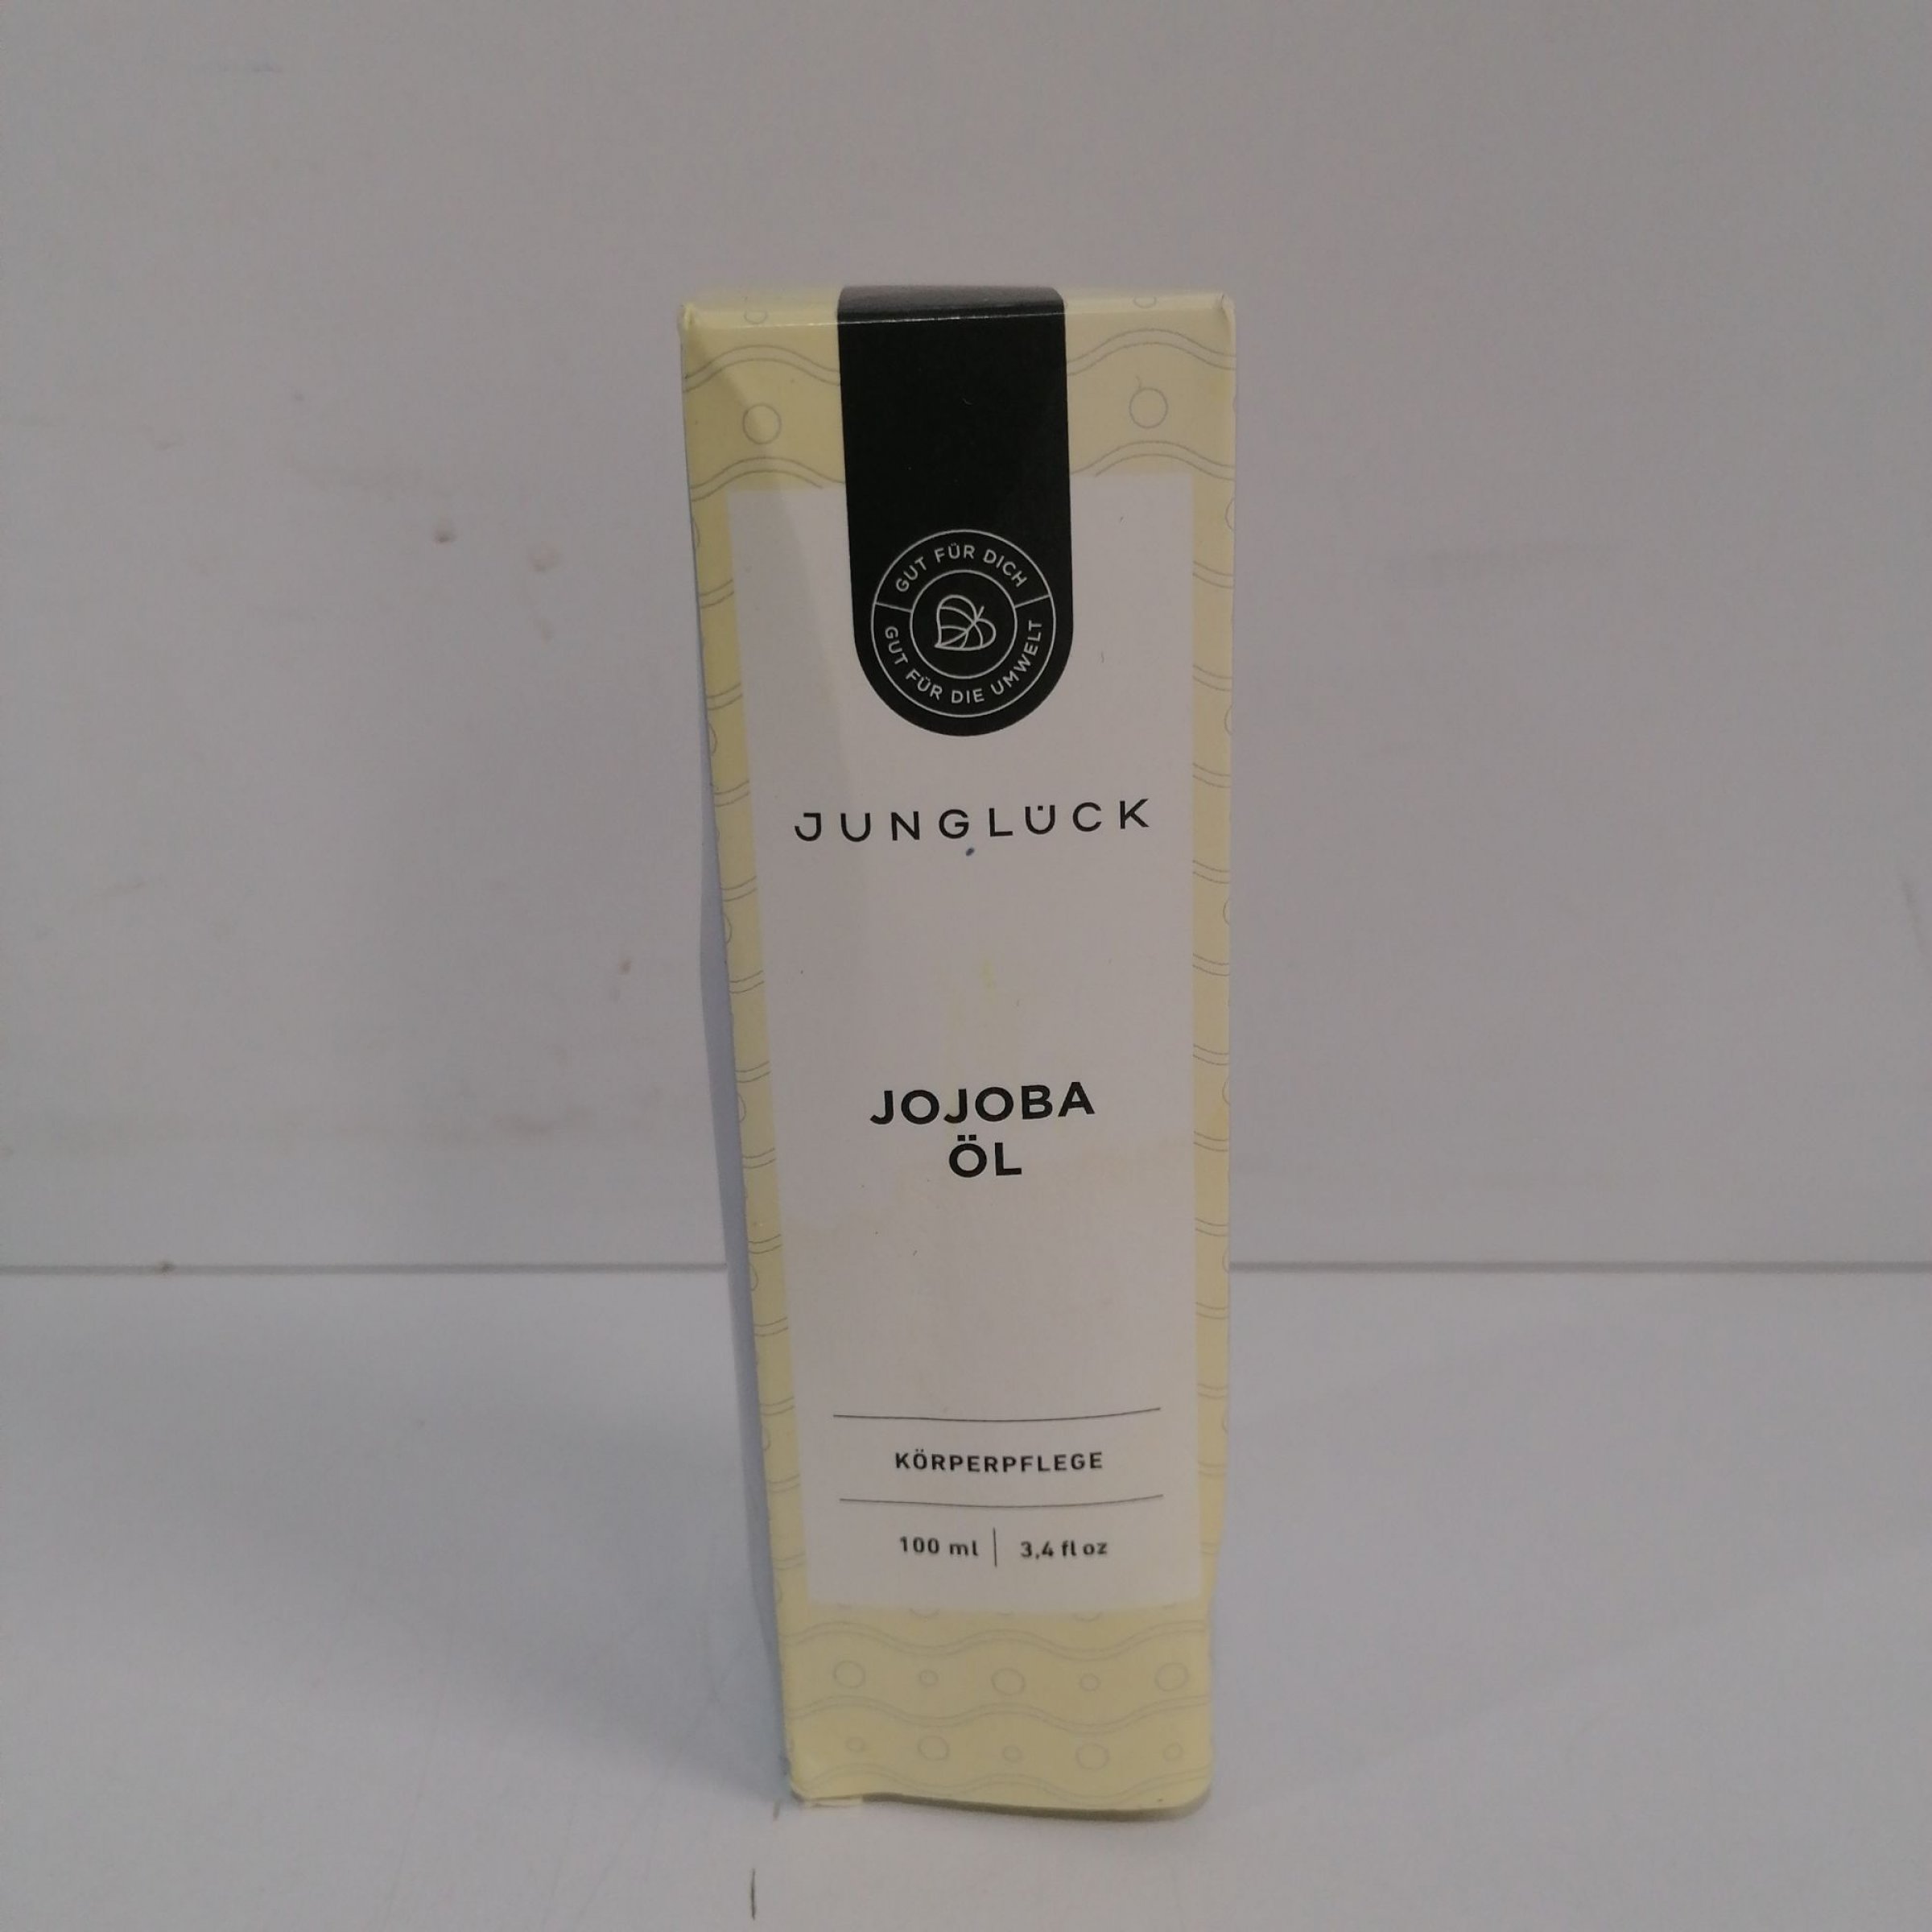 GUT FÜR DICH
GUT FÜR DIE UMWELT
JUNGLÜCK
JOJOBA
ÖL
KÖRPERPFLEGE
100 ml | 3,4 fl oz